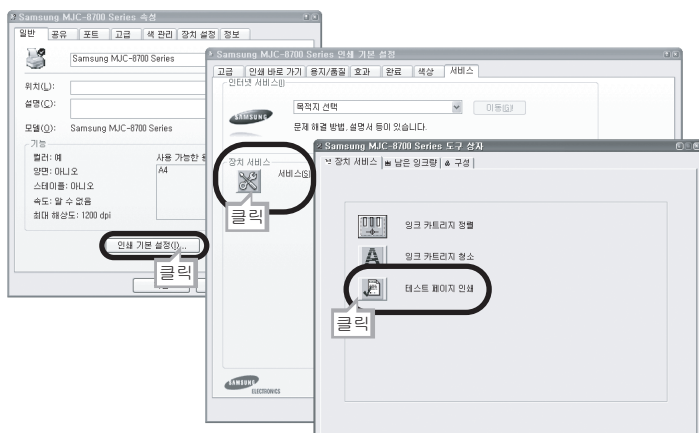 Samsung MJC-8700 Series 속성
일반 공유 포트 고급 색 관리 장치 설정 정보
Samsung MJC-8700 Series
위치(L):
설명(C):
모델(O): Samsung MJC-8700 Series
기능
컬러: 예
양면: 아니오
스테이플: 아니오
속도: 알 수 없음
최대 해상도: 1200 dpi
사용 가능한
A4
인쇄 기본 설정(I)...
클릭
Samsung MJC-8700 Series 인쇄 기본 설정
고급 인쇄 바로 가기 용지/품질 효과 완료 색상 서비스
인터넷 서비스(I)
SAMSUNG
목적지 선택
이동(G)!
문제 해결 방법, 설명서 등이 있습니다.
장치 서비스
서비스(S)
클릭
SAMSUNG
ELECTRONICS
Samsung MJC-8700 Series 도구 상자
장치 서비스 남은 잉크량 구성
잉크 카트리지 정렬
잉크 카트리지 청소
테스트 페이지 인쇄
클릭